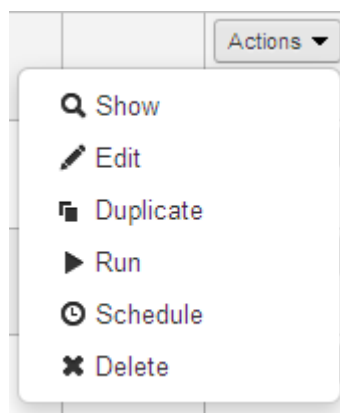 Actions
Show
Edit
Duplicate
Run
Schedule
Delete